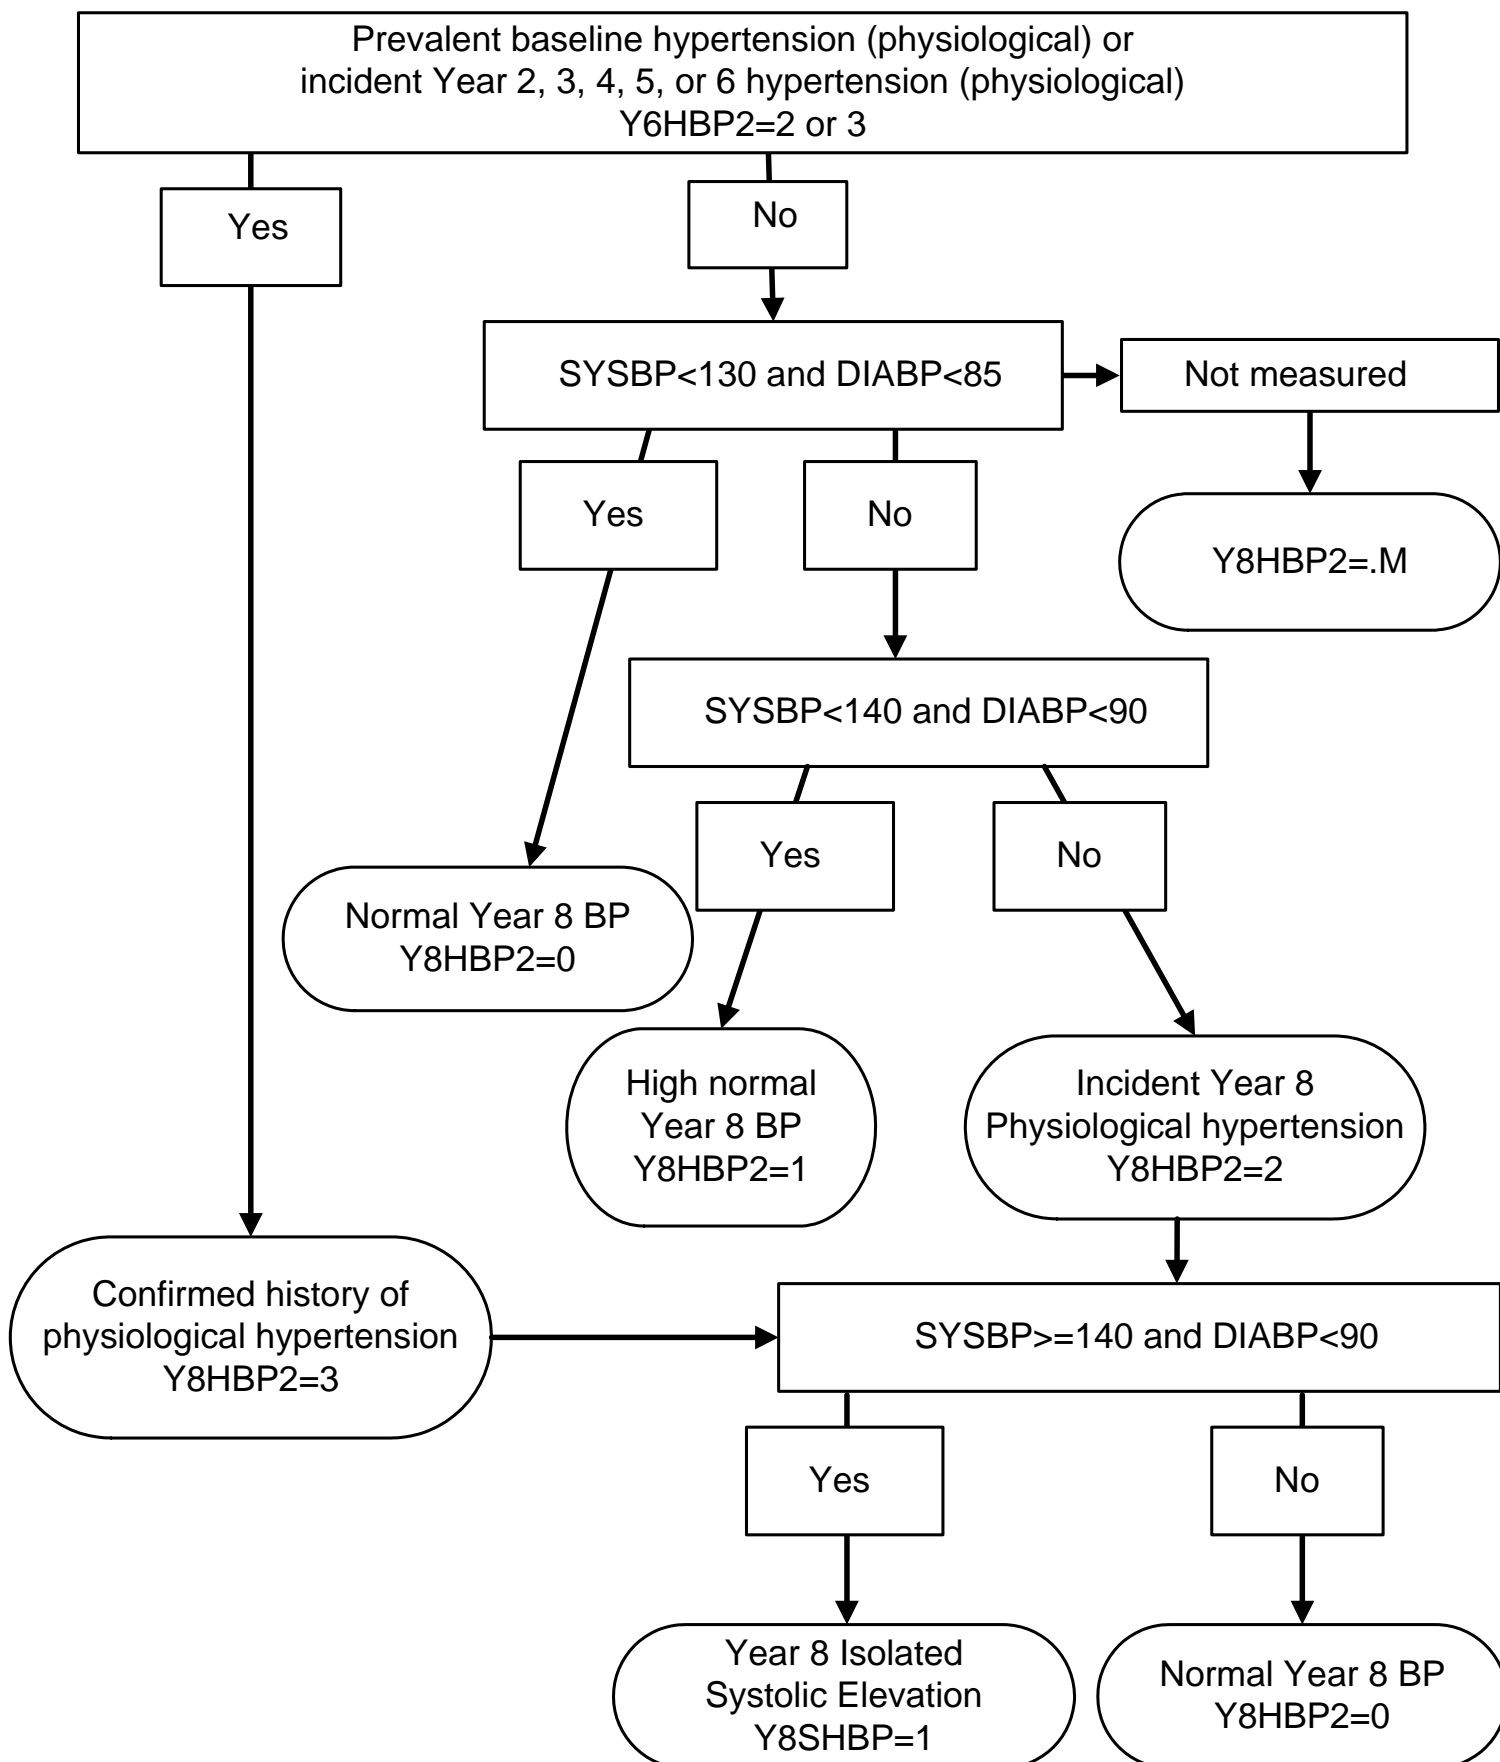 Prevalent baseline hypertension (physiological) or
incident Year 2, 3, 4, 5, or 6 hypertension (physiological)
Y6HBP2=2 or 3
Yes
No
SYSBP<130 and DIABP<85
Not measured
Yes
No
Y8HBP2=.M
SYSBP<140 and DIABP<90
Yes
No
Normal Year 8 BP
Y8HBP2=0
High normal
Year 8 BP
Y8HBP2=1
Incident Year 8
Physiological hypertension
Y8HBP2=2
Confirmed history of
physiological hypertension
Y8HBP2=3
SYSBP>=140 and DIABP<90
Yes
No
Year 8 Isolated
Systolic Elevation
Y8SHBP=1
Normal Year 8 BP
Y8HBP2=0